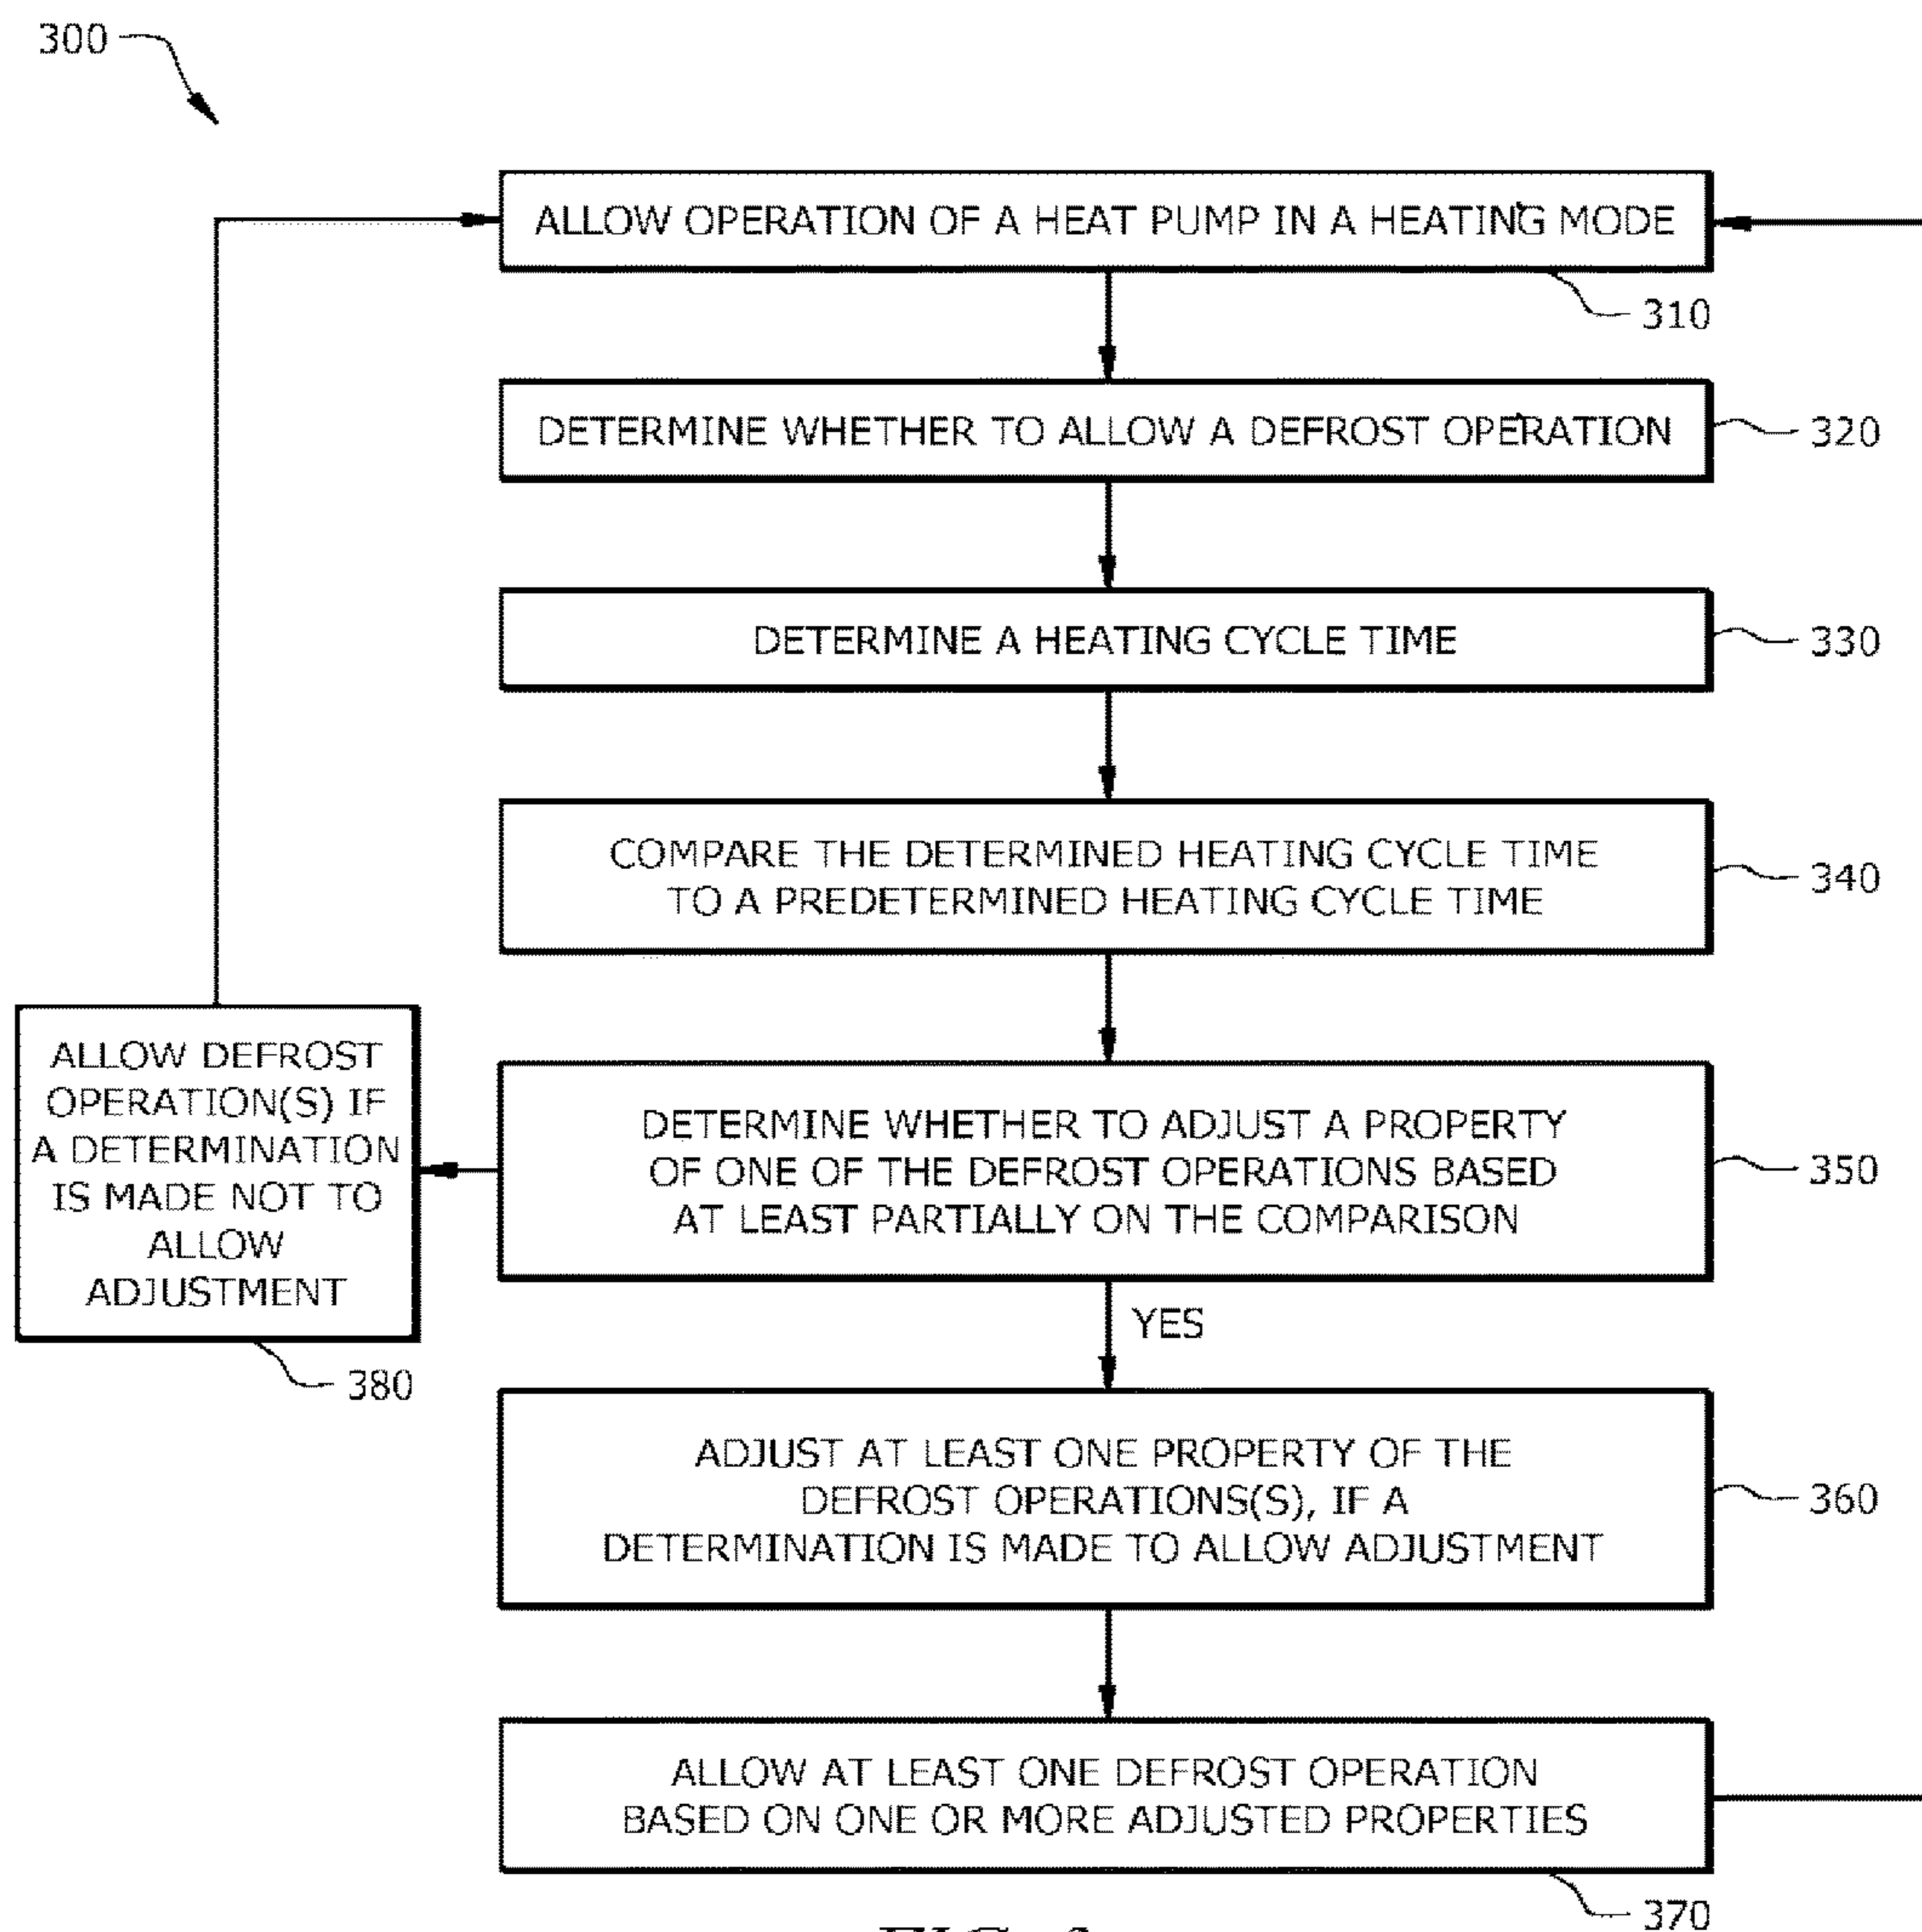 300
ALLOW OPERATION OF A HEAT PUMP IN A HEATING MODE
310
DETERMINE WHETHER TO ALLOW A DEFROST OPERATION
320
DETERMINE A HEATING CYCLE TIME
330
COMPARE THE DETERMINED HEATING CYCLE TIME
TO A PREDETERMINED HEATING CYCLE TIME
340
DETERMINE WHETHER TO ADJUST A PROPERTY
OF ONE OF THE DEFROST OPERATIONS BASED
AT LEAST PARTIALLY ON THE COMPARISON
350
ALLOW DEFROST
OPERATION(S) IF
A DETERMINATION
IS MADE NOT TO
ALLOW
ADJUSTMENT
380
YES
ADJUST AT LEAST ONE PROPERTY OF THE
DEFROST OPERATIONS(S), IF A
DETERMINATION IS MADE TO ALLOW ADJUSTMENT
360
ALLOW AT LEAST ONE DEFROST OPERATION
BASED ON ONE OR MORE ADJUSTED PROPERTIES
370